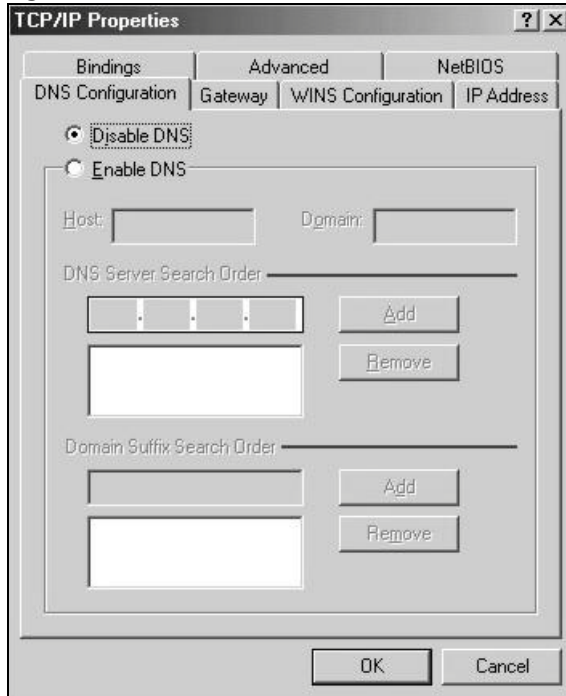 TCP/IP Properties
Bindings Advanced NetBIOS
DNS Configuration Gateway WINS Configuration IP Address
Disable DNS
Enable DNS
Host: Domain:
DNS Server Search Order
. . .
Add
Remove
Domain Suffix Search Order
Add
Remove
OK Cancel